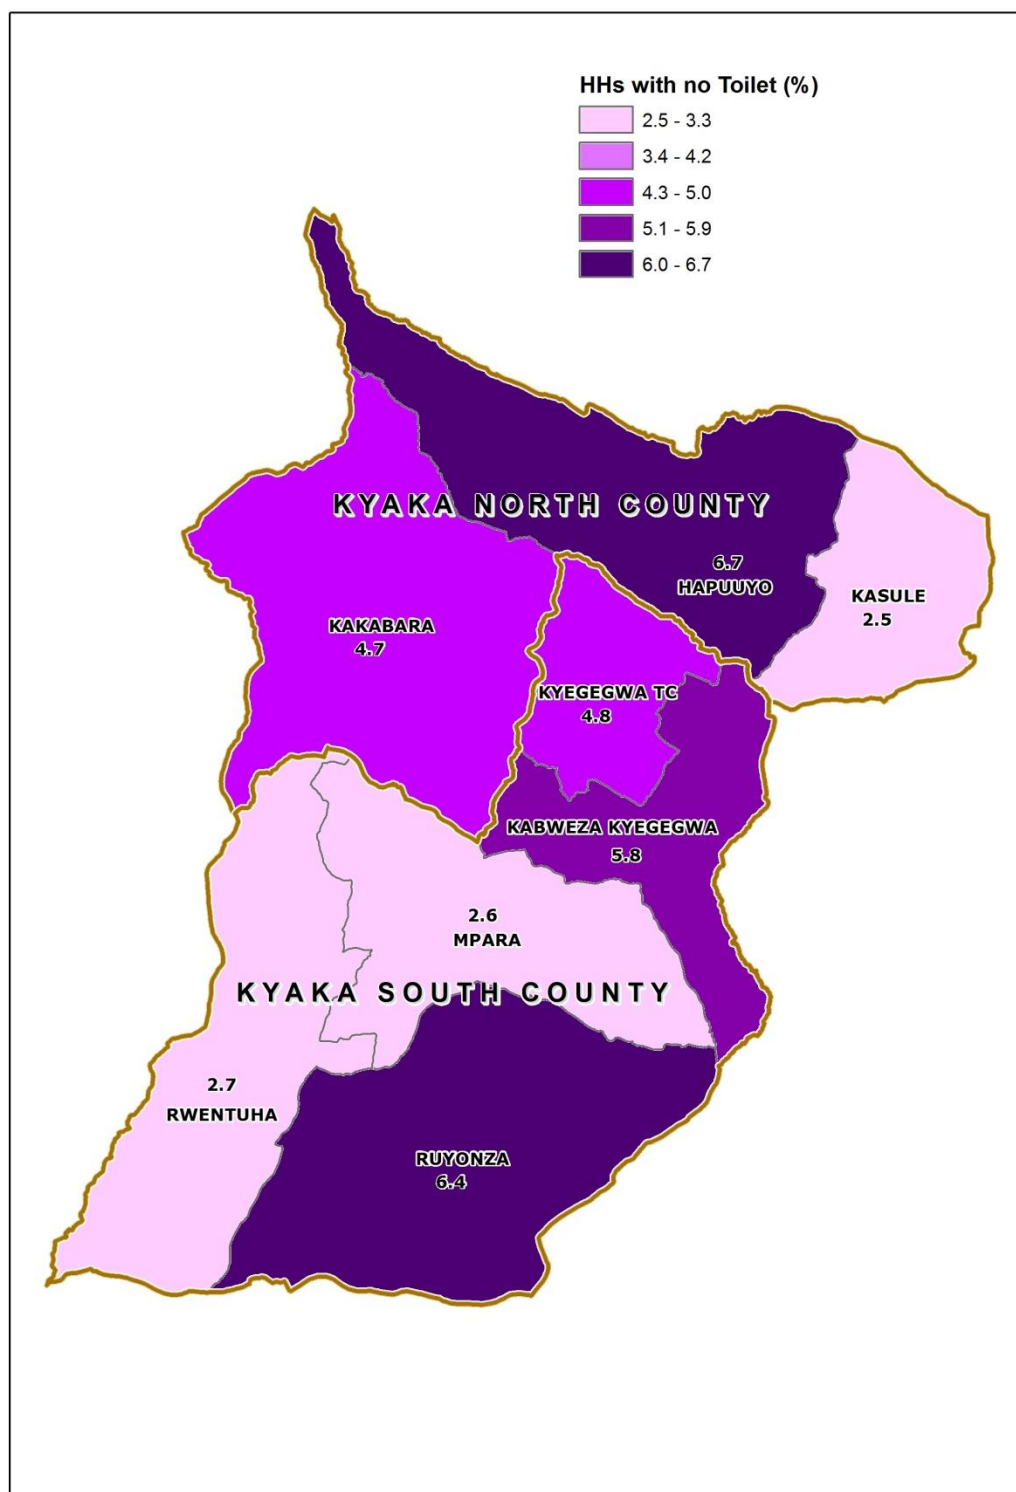 HHs with no Toilet (%)
2.5 - 3.3
3.4 - 4.2
4.3 - 5.0
5.1 - 5.9
6.0 - 6.7
KYAKA NORTH COUNTY
6.7
HAPUUYO
KASULE
2.5
KAKABARA
4.7
KYEGEGWA TC
4.8
KABWEZA KYEGEGWA
5.8
2.6
MPARA
KYAKA SOUTH COUNTY
2.7
RWENTUHA
RUYONZA
6.4